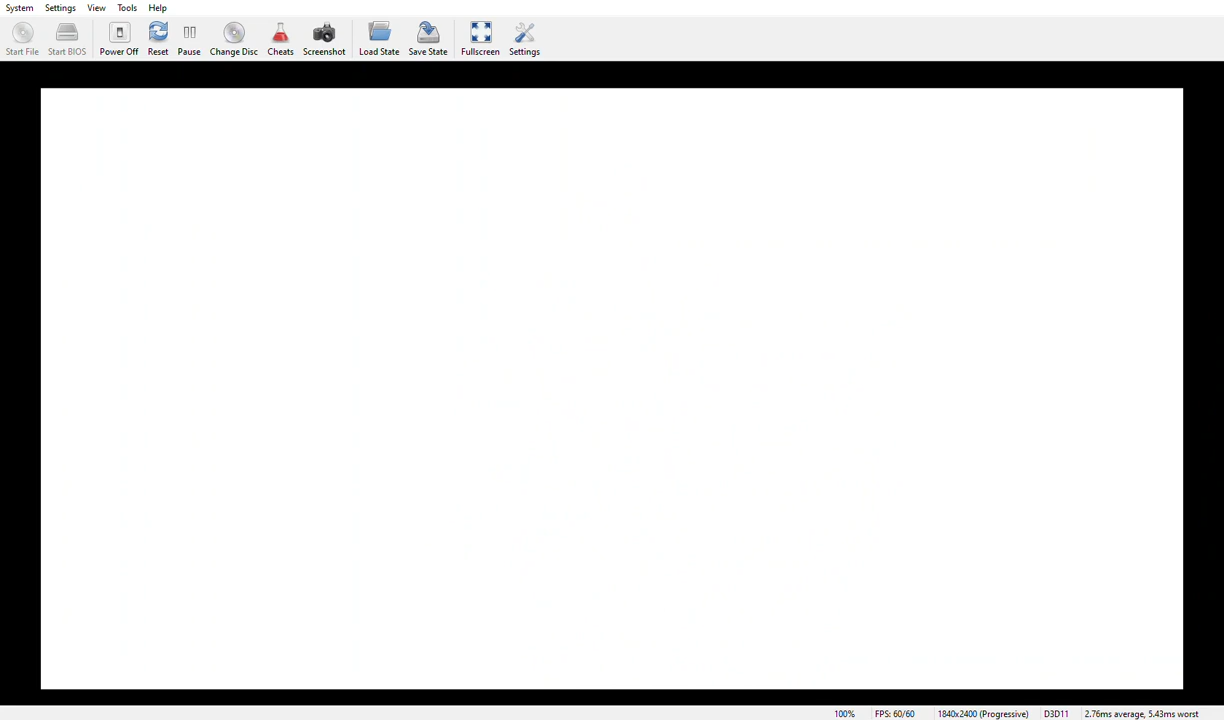 System Settings View Tools Help
Start File Start BIOS Power Off Reset Pause Change Disc Cheats Screenshot Load State Save State Fullscreen Settings
100% FPS: 60/60 1840x2400 (Progressive) D3D11 2.76ms average, 5.43ms worst